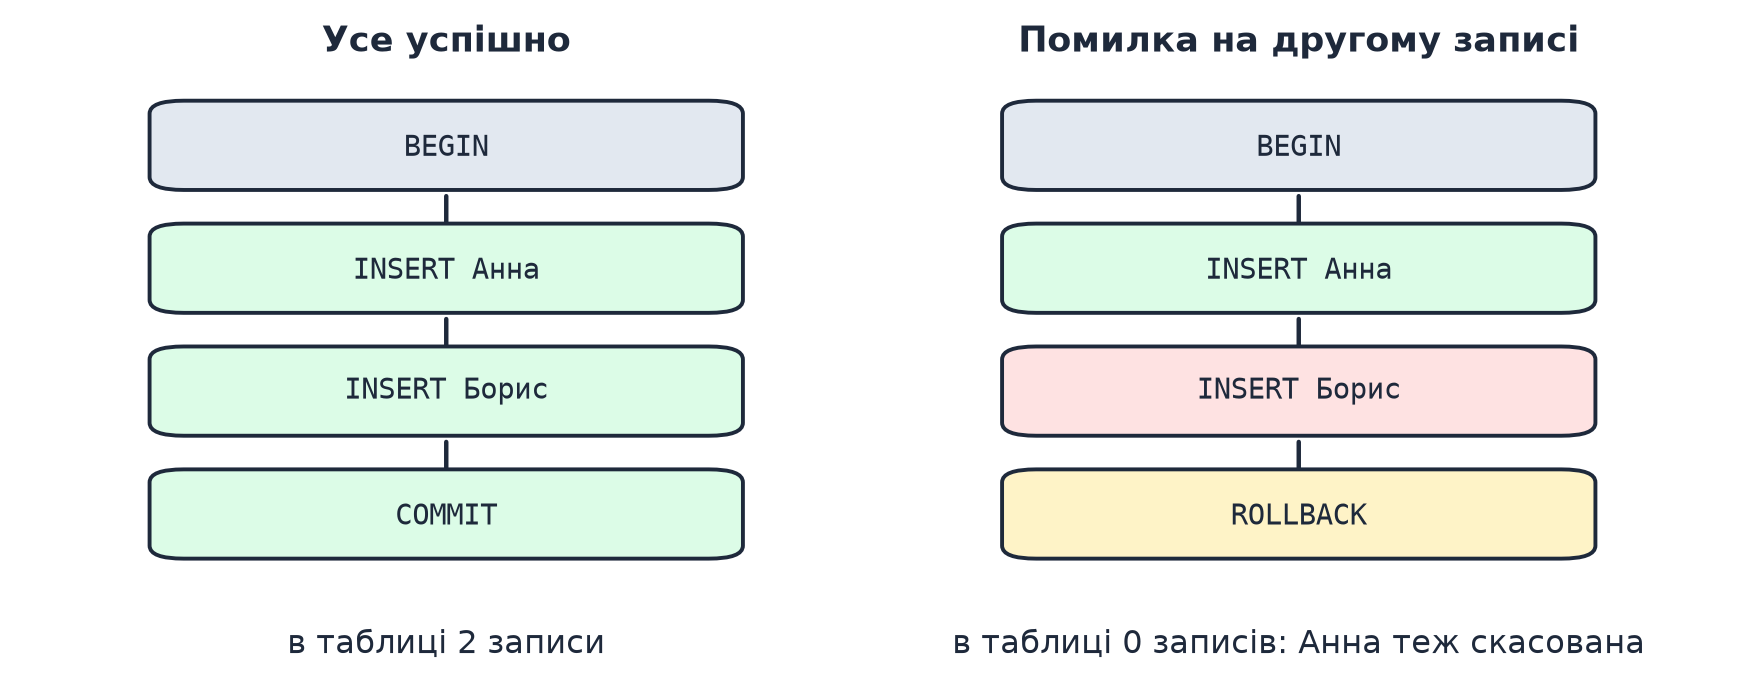 Усе успішно
BEGIN
INSERT Анна
INSERT Борис
COMMIT
в таблиці 2 записи
Помилка на другому записі
BEGIN
INSERT Анна
INSERT Борис
ROLLBACK
в таблиці 0 записів: Анна теж скасована